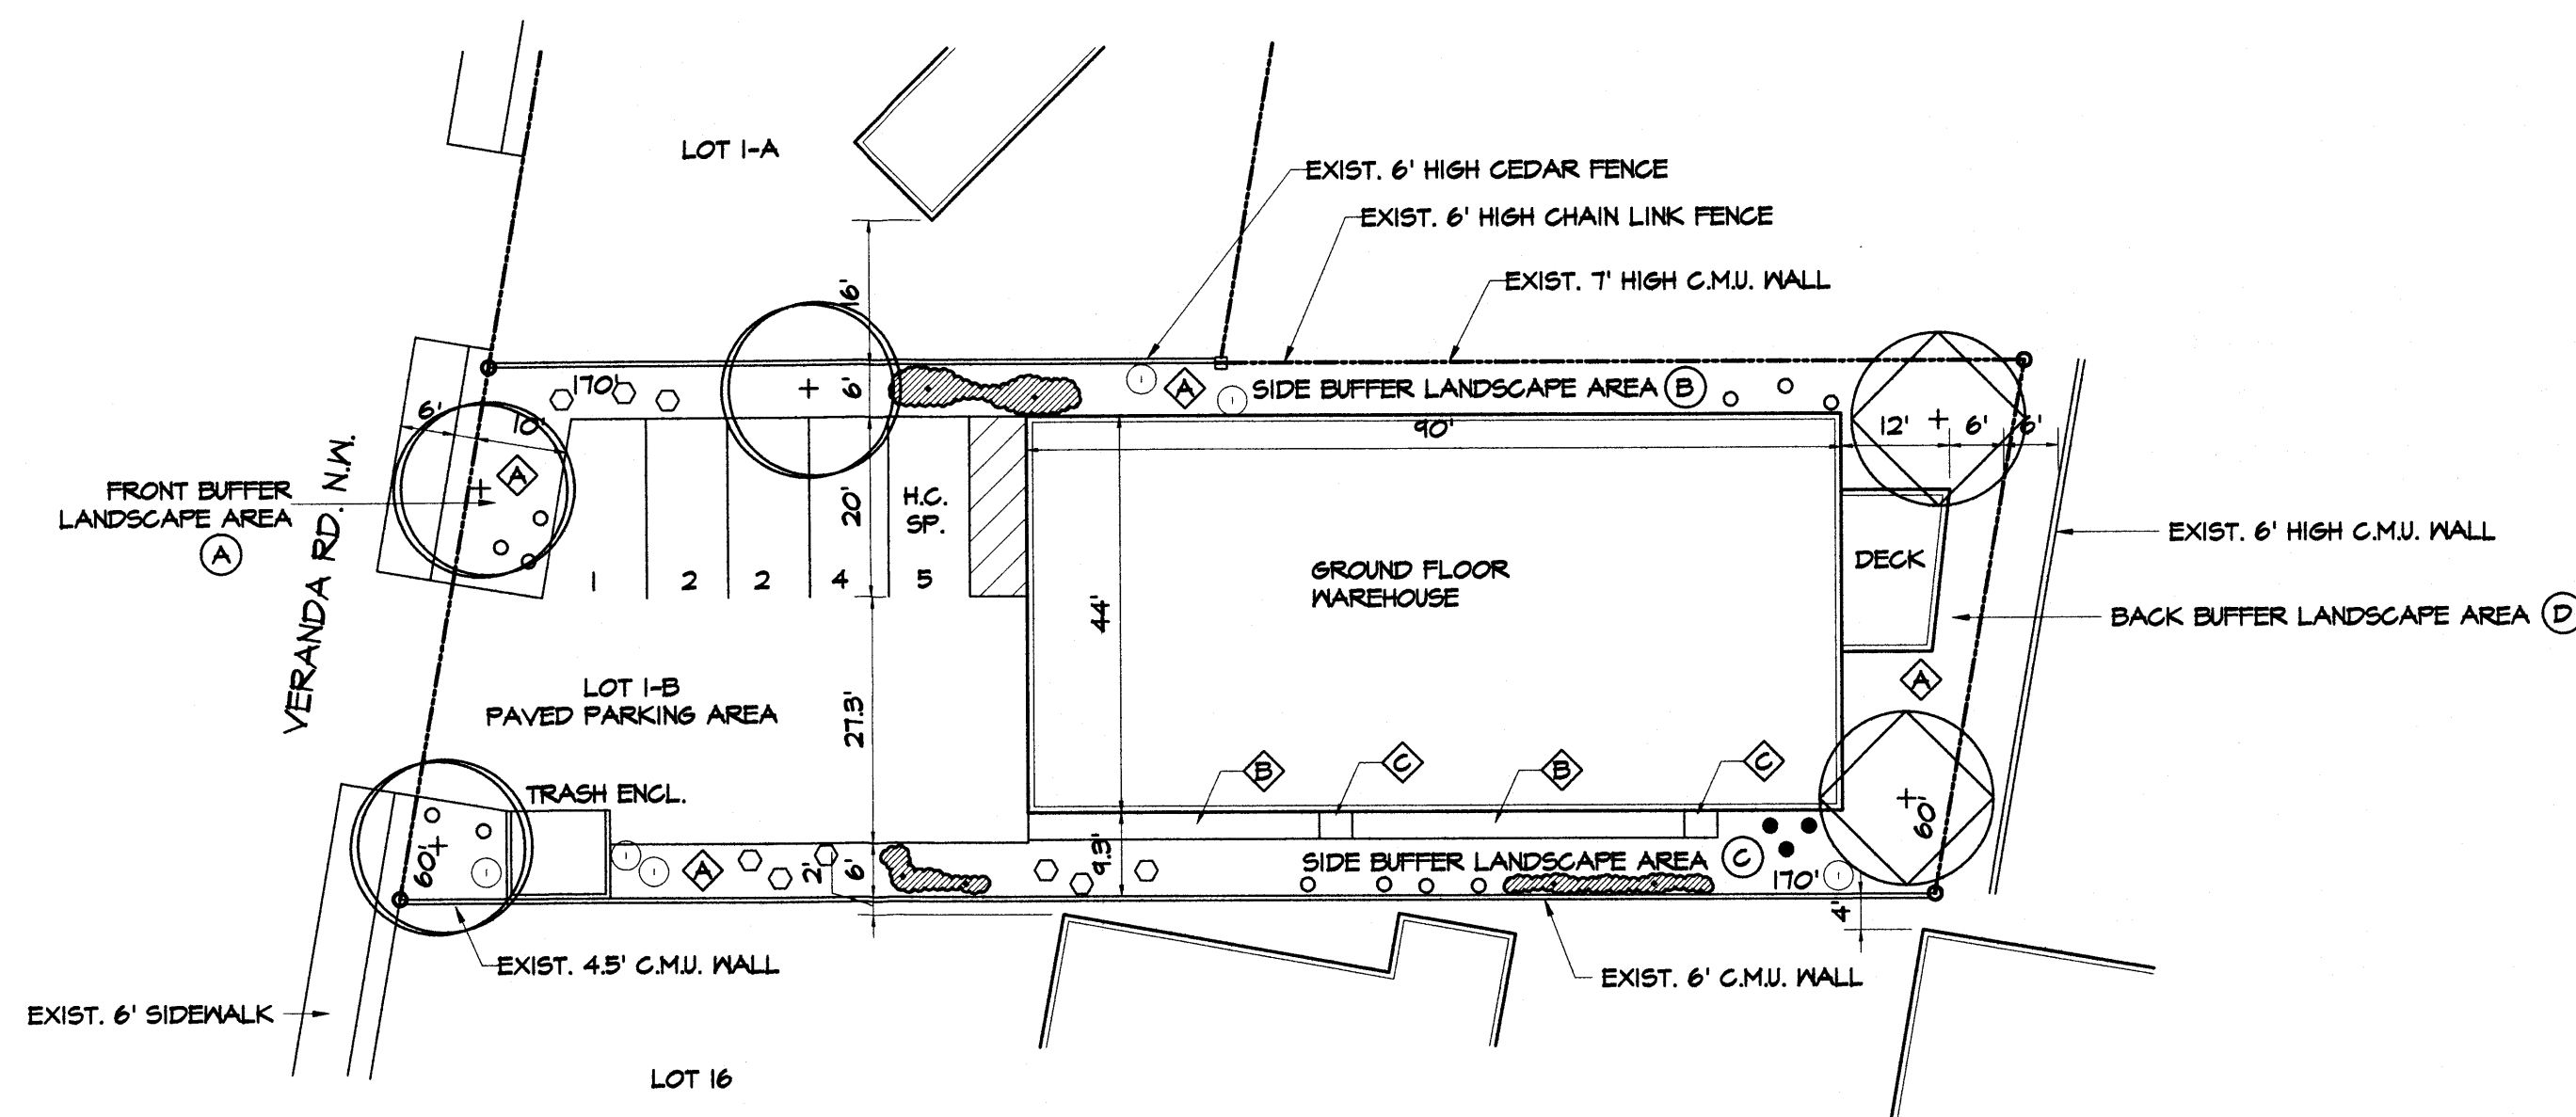 LOT 1-A
EXIST. 6' HIGH CEDAR FENCE
EXIST. 6' HIGH CHAIN LINK FENCE
EXIST. 7' HIGH C.M.U. WALL
16'
170'
6'
A
SIDE BUFFER LANDSCAPE AREA B
6'
10'
90'
12'
6'
6'
A
FRONT BUFFER
LANDSCAPE AREA
A
VERANDA RD. N.W.
20'
H.C.
SP.
1
2
2
4
5
GROUND FLOOR
WAREHOUSE
44'
DECK
EXIST. 6' HIGH C.M.U. WALL
BACK BUFFER LANDSCAPE AREA D
A
LOT 1-B
PAVED PARKING AREA
27.3'
B
C
B
C
TRASH ENCL.
60'
60'
A
2'
6'
9.3'
SIDE BUFFER LANDSCAPE AREA C
170'
4'
EXIST. 4.5' C.M.U. WALL
EXIST. 6' C.M.U. WALL
EXIST. 6' SIDEWALK
LOT 16